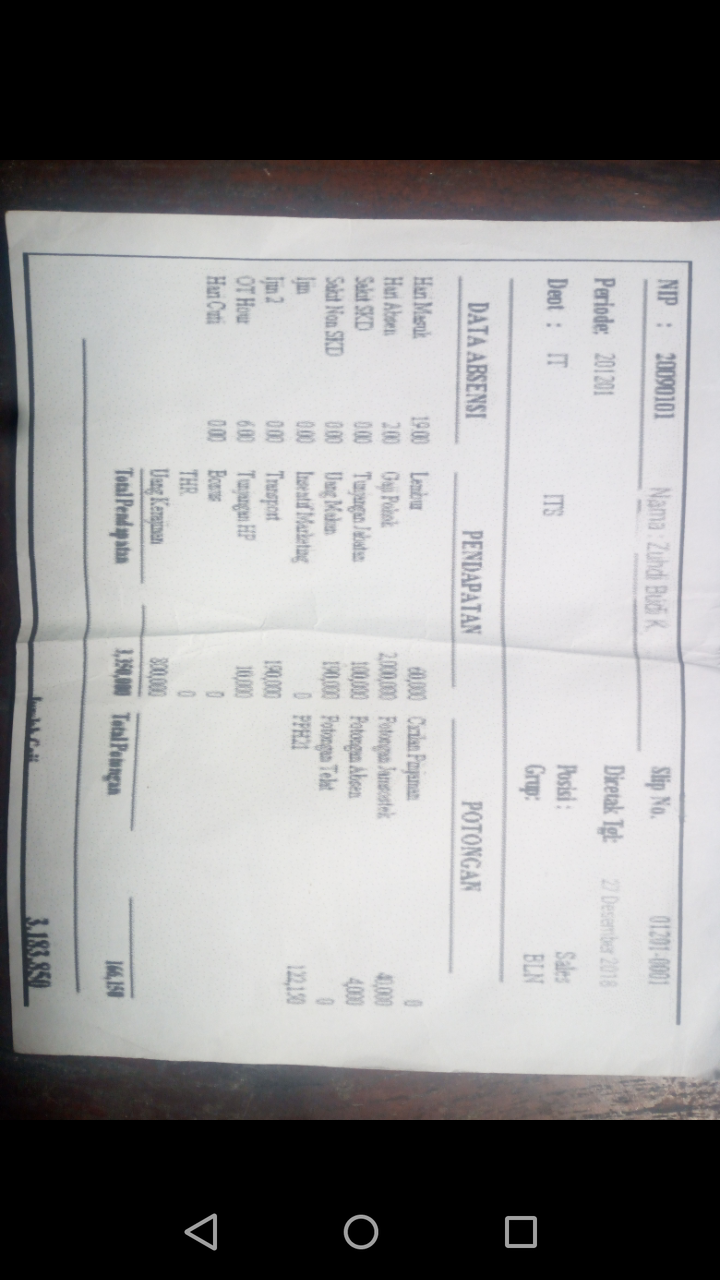 NIP : 20090101 Nama : Zuhdi Budi K. Slip No. 01201-0001
Periode: 201201 Dicetak Tgl: 27 Desember 2018
Dept : IT ITS Posisi : Sales
Grup: BLN
DATA ABSENSI PENDAPATAN POTONGAN
Hari Masuk 19.00 Lembur 60,000 Cicilan Pinjaman 0
Hari Absen 2.00 Gaji Pokok 2,000,000 Potongan Jamsostek 40,000
Sakit SKD 0.00 Tunjangan Jabatan 100,000 Potongan Absen 4,000
Sakit Non SKD 0.00 Uang Makan 190,000 Potongan Telat 0
Ijin 0.00 Insentif Marketing 0 PPH21 122,150
Ijin 2 0.00 Transport 190,000
OT Hour 6.00 Tunjangan HP 10,000
Hari Cuti 0.00 Bonus 0
THR 0
Uang Kerajinan 800,000
Total Pendapatan 3,350,000 Total Potongan 166,150
3.183.850